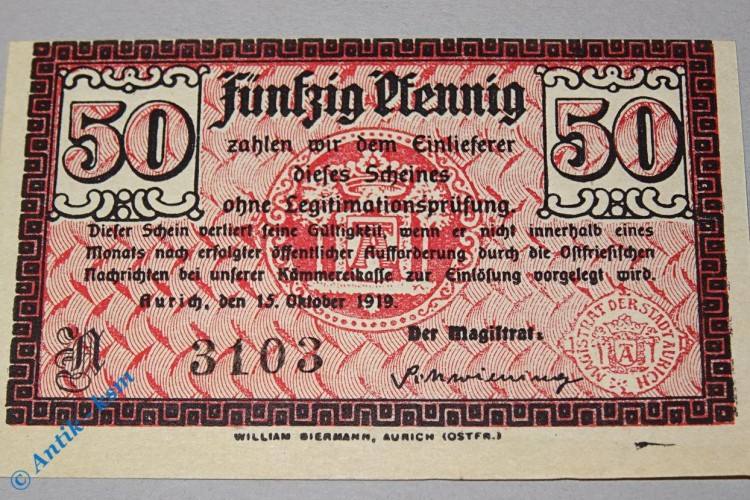 50 Fünfzig Pfennig 50
zahlen wir dem Einlieferer
dieses Scheines
ohne Legitimationsprüfung.
Dieser Schein verliert seine Gültigkeit, wenn er nicht innerhalb eines
Monats nach erfolgter öffentlicher Aufforderung durch die Ostfriesischen
Nachrichten bei unserer Kämmereikasse zur Einlösung vorgelegt wird.
Aurich, den 15. Oktober 1919.
Der Magistrat:
A 3103
MAGISTRAT DER STADT AURICH
A
WILLIAM BIERMANN, AURICH (OSTFR.)
© Antik-ksm